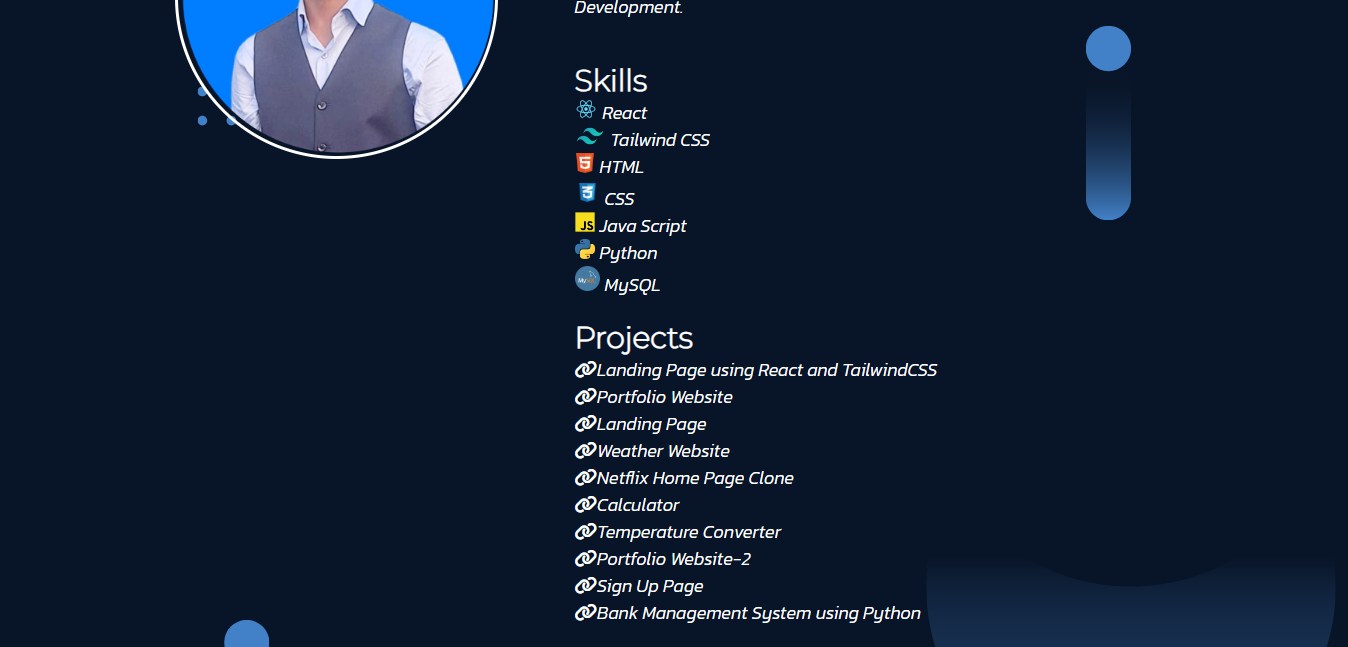 Development.
Skills
React
Tailwind CSS
HTML
CSS
JS Java Script
Python
MySQL MySQL
Projects
Landing Page using React and TailwindCSS
Portfolio Website
Landing Page
Weather Website
Netflix Home Page Clone
Calculator
Temperature Converter
Portfolio Website-2
Sign Up Page
Bank Management System using Python